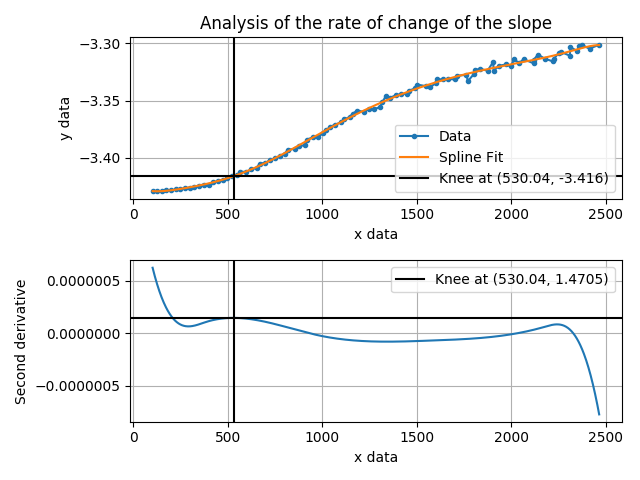 Analysis of the rate of change of the slope
−3.30
−3.35
−3.40
y data
Data
Spline Fit
Knee at (530.04, -3.416)
0 500 1000 1500 2000 2500
x data
0.0000005
0.0000000
−0.0000005
Second derivative
Knee at (530.04, 1.4705)
0 500 1000 1500 2000 2500
x data